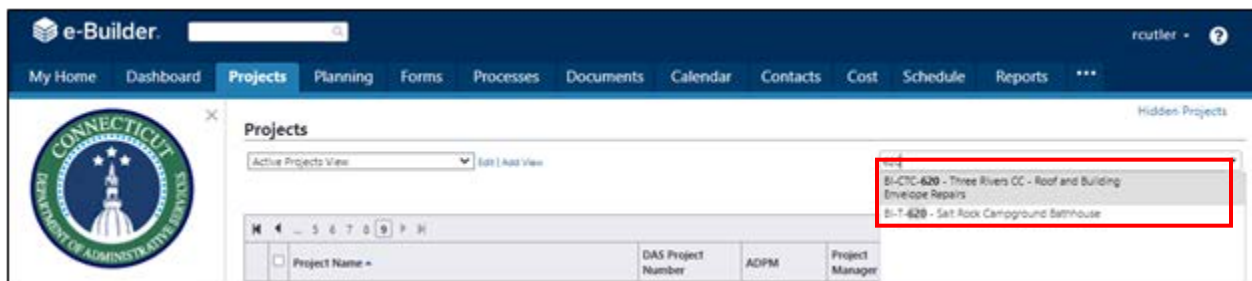 e-Builder.
rcutler
?
My Home Dashboard Projects Planning Forms Processes Documents Calendar Contacts Cost Schedule Reports •••
Hidden Projects
CONNECTICUT
DEPARTMENT OF ADMINISTRATIVE SERVICES
Projects
Active Projects View
Edit | Add View
620
BI-CTC-620 - Three Rivers CC - Roof and Building
Envelope Repairs
BI-T-620 - Salt Rock Campground Bathhouse
... 5 6 7 8 9
Project Name
DAS Project
Number
ADPM
Project
Manager